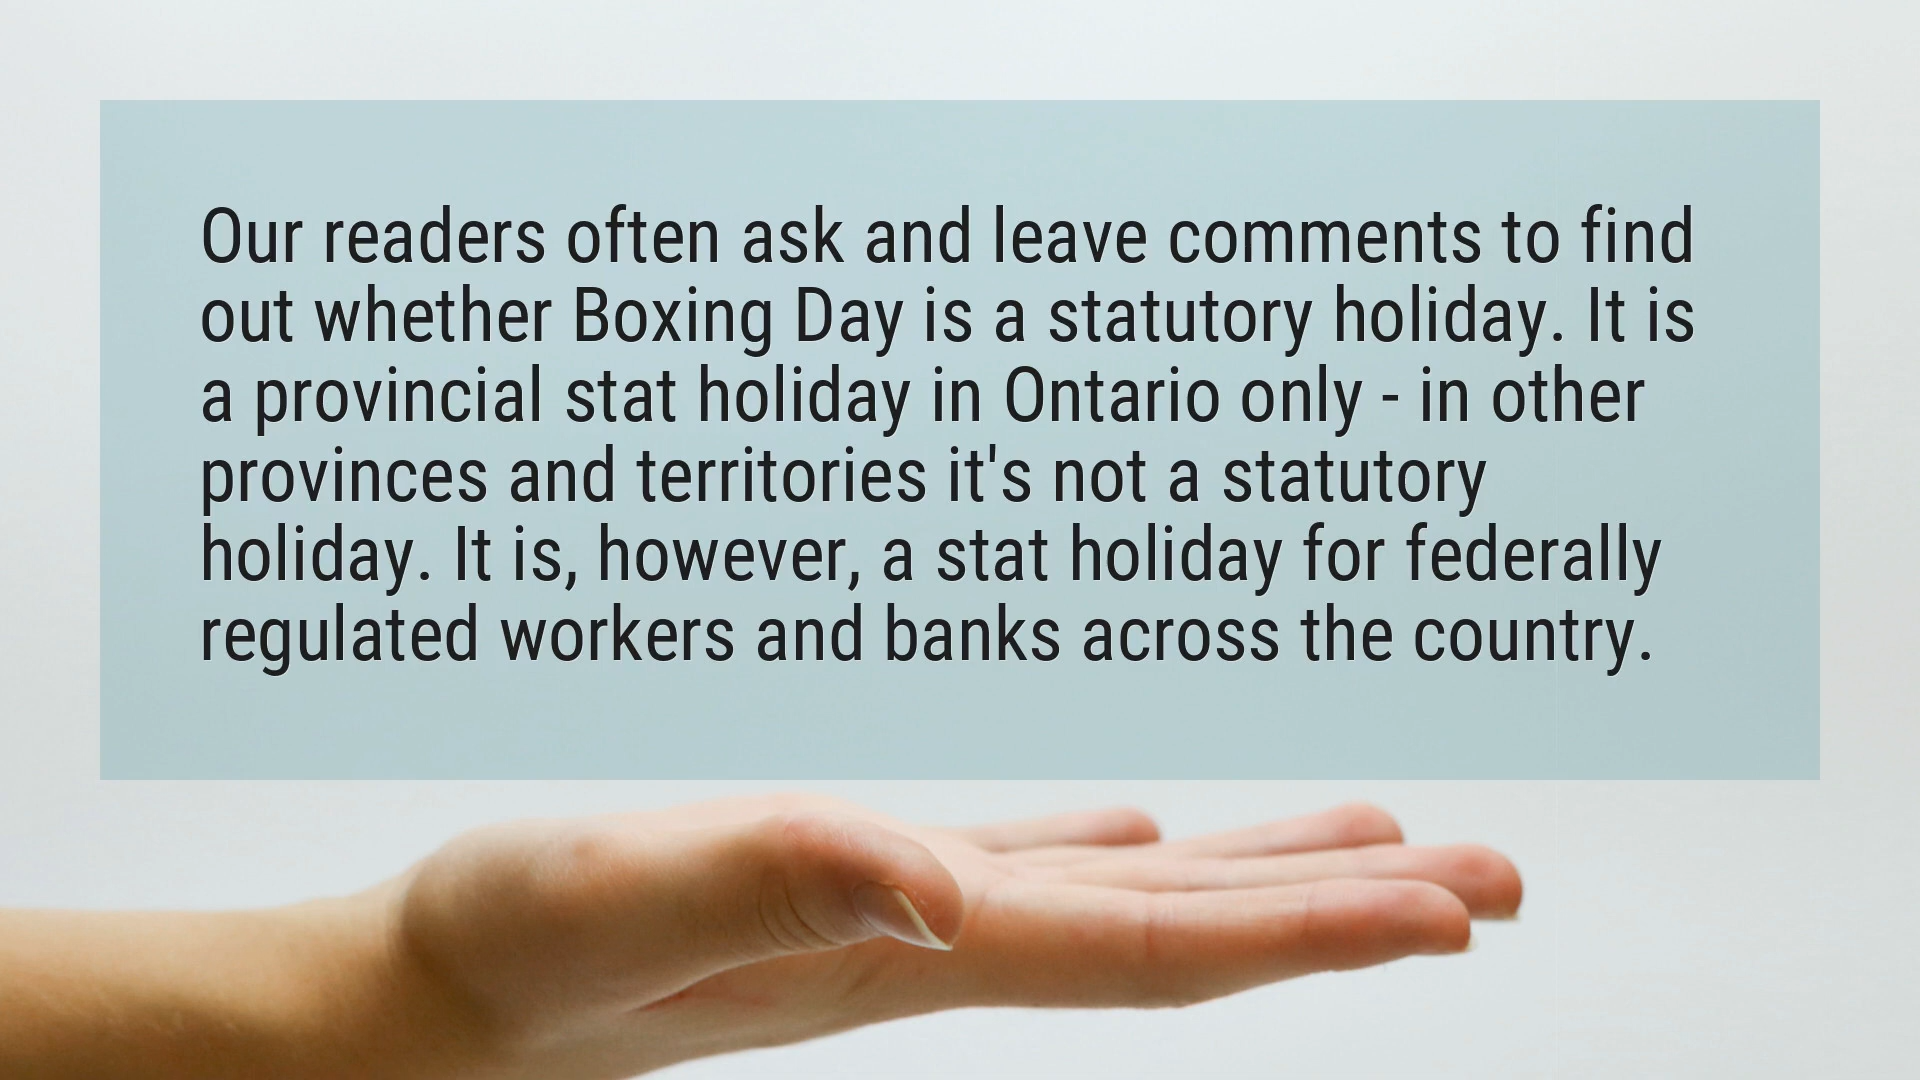 Our readers often ask and leave comments to find
out whether Boxing Day is a statutory holiday. It is
a provincial stat holiday in Ontario only - in other
provinces and territories it's not a statutory
holiday. It is, however, a stat holiday for federally
regulated workers and banks across the country.